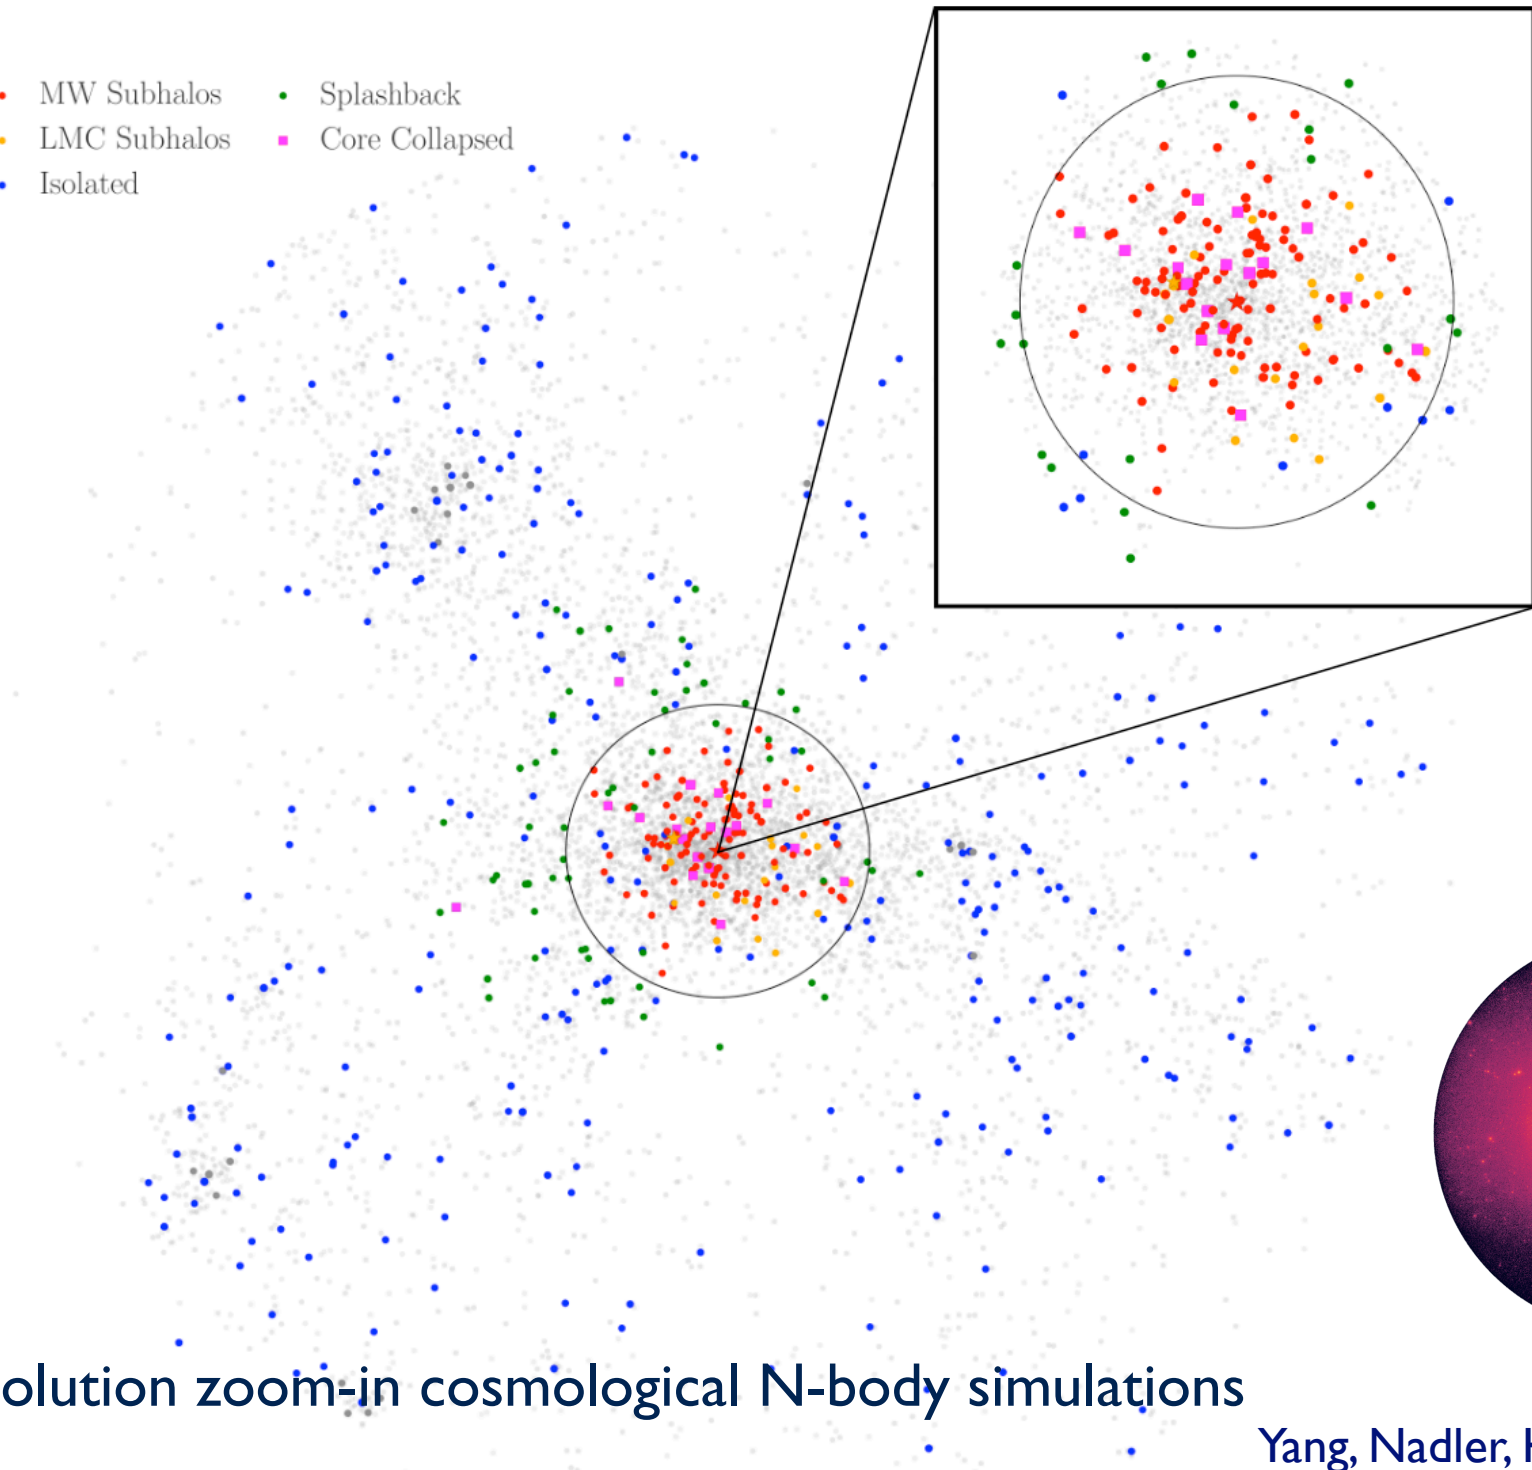 MW Subhalos
LMC Subhalos
Isolated
Splashback
Core Collapsed
olution zoom-in cosmological N-body simulations
Yang, Nadler,